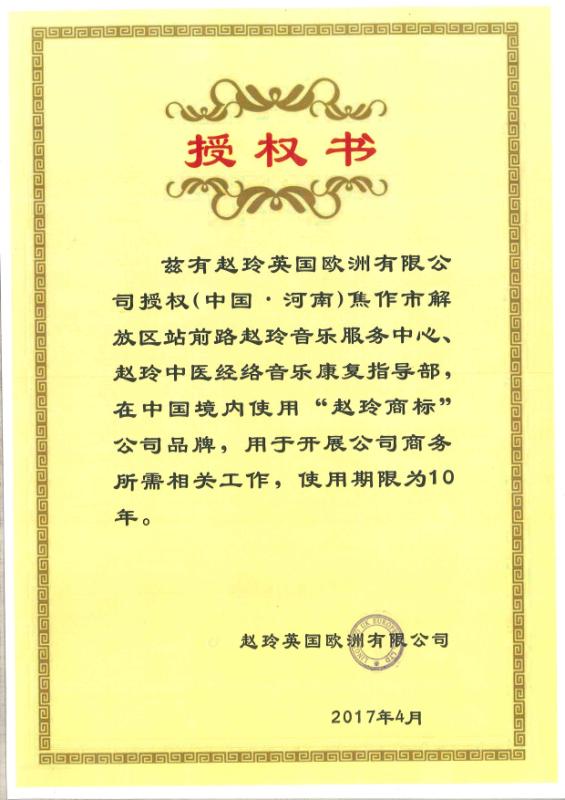 授权书
兹有赵玲英国欧洲有限公
司授权(中国·河南)焦作市解
放区站前路赵玲音乐服务中心、
赵玲中医经络音乐康复指导部，
在中国境内使用“赵玲商标”
公司品牌，用于开展公司商务
所需相关工作，使用期限为10
年。
赵玲英国欧洲有限公司
2017年4月